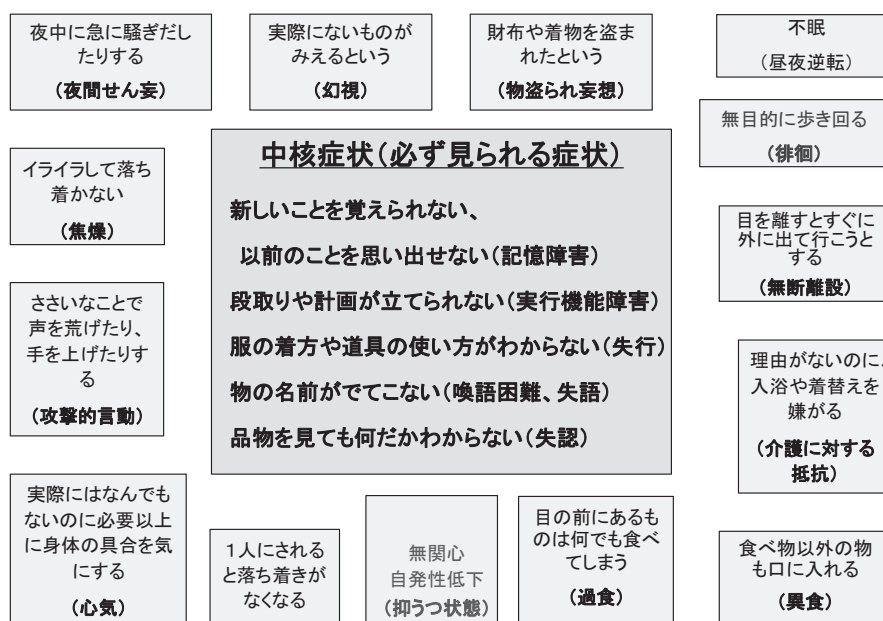 夜中に急に騒ぎだし
たりする
(夜間せん妄)
実際にないものが
みえるという
(幻視)
財布や着物を盗ま
れたという
(物盗られ妄想)
不眠
(昼夜逆転)
無目的に歩き回る
(徘徊)
イライラして落ち
着かない
(焦燥)
中核症状(必ず見られる症状)
新しいことを覚えられない、
以前のことを思い出せない(記憶障害)
段取りや計画が立てられない(実行機能障害)
服の着方や道具の使い方がわからない(失行)
物の名前がでてこない(喚語困難、失語)
品物を見ても何だかわからない(失認)
目を離すとすぐに
外に出て行こうと
する
(無断離設)
ささいなことで
声を荒げたり、
手を上げたりす
る
(攻撃的言動)
理由がないのに、
入浴や着替えを
嫌がる
(介護に対する
抵抗)
実際にはなんでも
ないのに必要以上
に身体の具合を気
にする
(心気)
1人にされる
と落ち着きが
なくなる
無関心
自発性低下
(抑うつ状態)
目の前にあるも
のは何でも食べ
てしまう
(過食)
食べ物以外の物
も口に入れる
(異食)